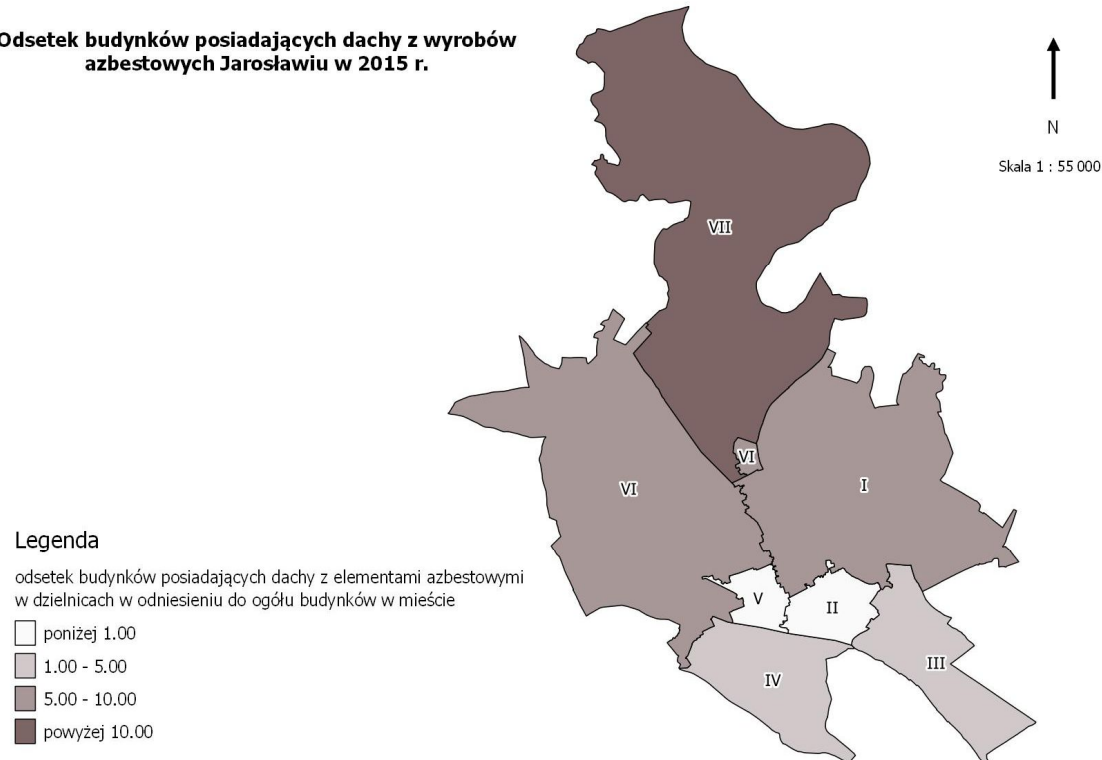 Odsetek budynków posiadających dachy z wyrobów
azbestowych Jarosławiu w 2015 r.
N
Skala 1 : 55 000
VII
VI
VI
I
V
II
III
IV
Legenda
odsetek budynków posiadających dachy z elementami azbestowymi
w dzielnicach w odniesieniu do ogółu budynków w mieście
poniżej 1.00
1.00 - 5.00
5.00 - 10.00
powyżej 10.00